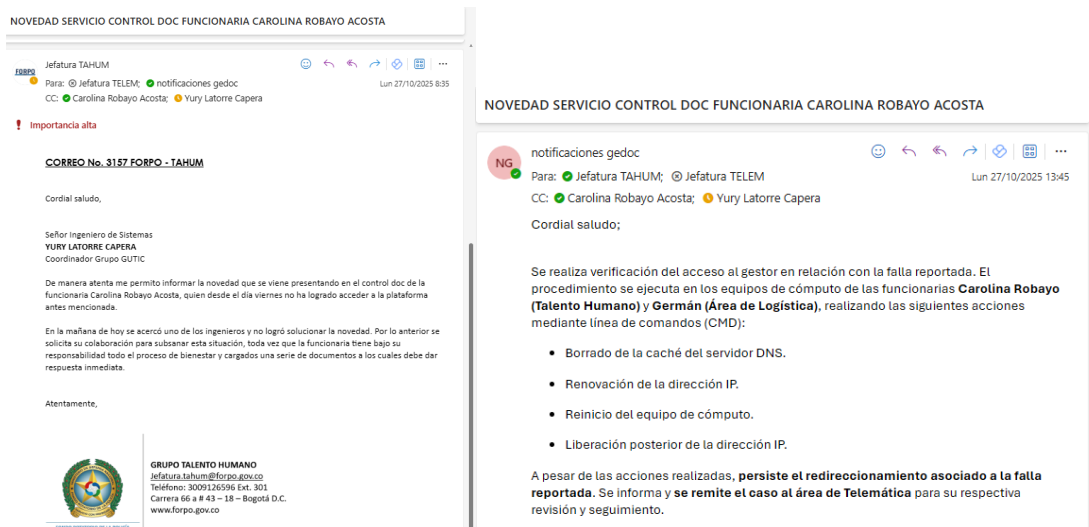 NOVEDAD SERVICIO CONTROL DOC FUNCIONARIA CAROLINA ROBAYO ACOSTA
FORPO
Jefatura TAHUM
Para: Jefatura TELEM; notificaciones gedoc
Lun 27/10/2025 8:35
CC: Carolina Robayo Acosta; Yury Latorre Capera
Importancia alta
CORREO No. 3157 FORPO - TAHUM
Cordial saludo,
Señor Ingeniero de Sistemas
YURY LATORRE CAPERA
Coordinador Grupo GUTIC
De manera atenta me permito informar la novedad que se viene presentando en el control doc de la
funcionaria Carolina Robayo Acosta, quien desde el día viernes no ha logrado acceder a la plataforma
antes mencionada.
En la mañana de hoy se acercó uno de los ingenieros y no logró solucionar la novedad. Por lo anterior se
solicita su colaboración para subsanar esta situación, toda vez que la funcionaria tiene bajo su
responsabilidad todo el proceso de bienestar y cargados una serie de documentos a los cuales debe dar
respuesta inmediata.
Atentamente,
GRUPO TALENTO HUMANO
Jefatura.tahum@forpo.gov.co
Teléfono: 3009126596 Ext. 301
Carrera 66 a # 43 – 18 – Bogotá D.C.
www.forpo.gov.co
NOVEDAD SERVICIO CONTROL DOC FUNCIONARIA CAROLINA ROBAYO ACOSTA
NG
notificaciones gedoc
Para: Jefatura TAHUM; Jefatura TELEM
Lun 27/10/2025 13:45
CC: Carolina Robayo Acosta; Yury Latorre Capera
Cordial saludo;
Se realiza verificación del acceso al gestor en relación con la falla reportada. El
procedimiento se ejecuta en los equipos de cómputo de las funcionarias Carolina Robayo
(Talento Humano) y Germán (Área de Logística), realizando las siguientes acciones
mediante línea de comandos (CMD):
• Borrado de la caché del servidor DNS.
• Renovación de la dirección IP.
• Reinicio del equipo de cómputo.
• Liberación posterior de la dirección IP.
A pesar de las acciones realizadas, persiste el redireccionamiento asociado a la falla
reportada. Se informa y se remite el caso al área de Telemática para su respectiva
revisión y seguimiento.